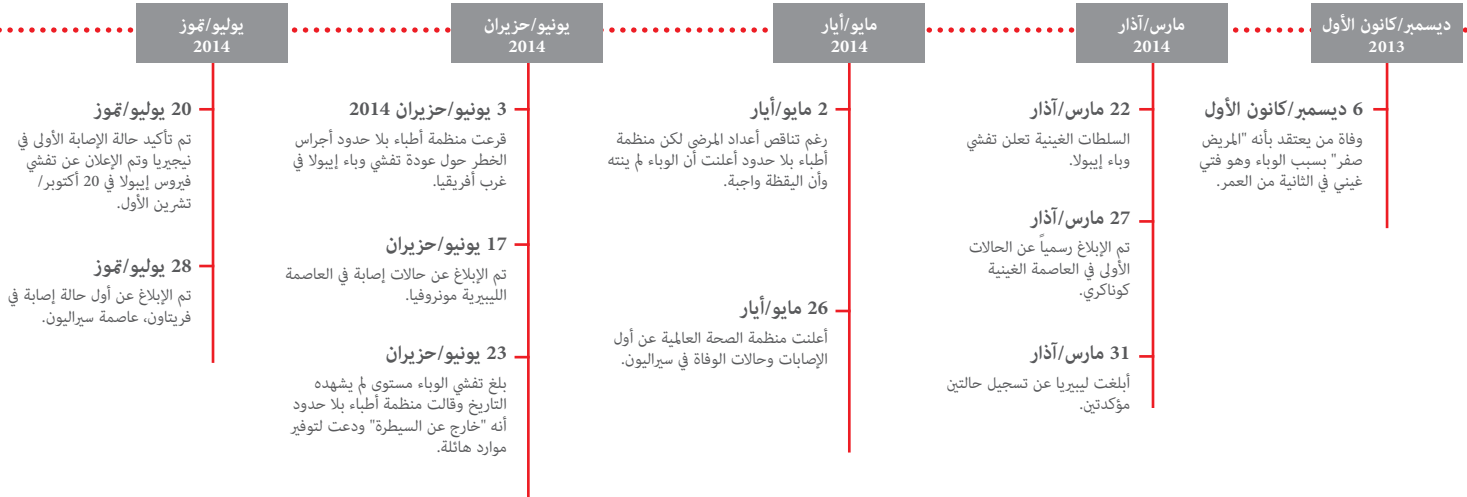 ديسمبر/كانون الأول
2013
6 ديسمبر/كانون الأول
وفاة من يعتقد بأنه "المريض
صفر" بسبب الوباء وهو فتي
غيني في الثانية من العمر.
مارس/آذار
2014
22 مارس/آذار
السلطات الغينية تعلن تفشي
وباء إيبولا.
27 مارس/آذار
تم الإبلاغ رسمياً عن الحالات
الأولى في العاصمة الغينية
كوناكري.
31 مارس/آذار
أبلغت ليبيريا عن تسجيل حالتين
مؤكدتين.
مايو/أيار
2014
2 مايو/أيار
رغم تناقص أعداد المرضى لكن منظمة
أطباء بلا حدود أعلنت أن الوباء لم ينته
وأن اليقظة واجبة.
26 مايو/أيار
أعلنت منظمة الصحة العالمية عن أول
الإصابات وحالات الوفاة في سيراليون.
يونيو/حزيران
2014
3 يونيو/حزيران 2014
قرعت منظمة أطباء بلا حدود أجراس
الخطر حول عودة تفشي وباء إيبولا في
غرب أفريقيا.
17 يونيو/حزيران
تم الإبلاغ عن حالات إصابة في العاصمة
الليبيرية مونروفيا.
23 يونيو/حزيران
بلغ تفشي الوباء مستوى لم يشهده
التاريخ وقالت منظمة أطباء بلا حدود
أنه "خارج عن السيطرة" ودعت لتوفير
موارد هائلة.
يوليو/تموز
2014
20 يوليو/تموز
تم تأكيد حالة الإصابة الأولى في
نيجيريا وتم الإعلان عن تفشي
فيروس إيبولا في 20 أكتوبر/
تشرين الأول.
28 يوليو/تموز
تم الإبلاغ عن أول حالة إصابة في
فريتاون، عاصمة سيراليون.